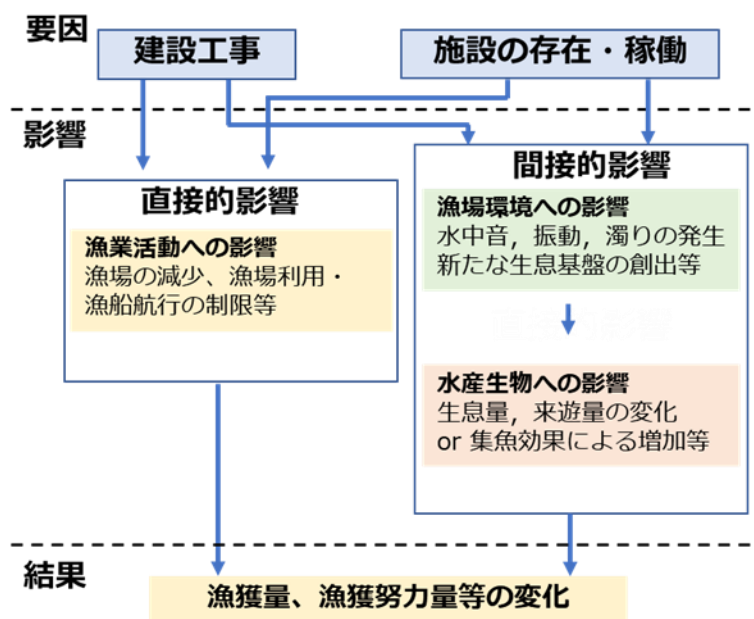 要因
建設工事
施設の存在・稼働
影響
直接的影響
漁業活動への影響
漁場の減少、漁場利用・
漁船航行の制限等
間接的影響
漁場環境への影響
水中音，振動，濁りの発生
新たな生息基盤の創出等
水産生物への影響
生息量，来遊量の変化
or 集魚効果による増加等
結果
漁獲量、漁獲努力量等の変化